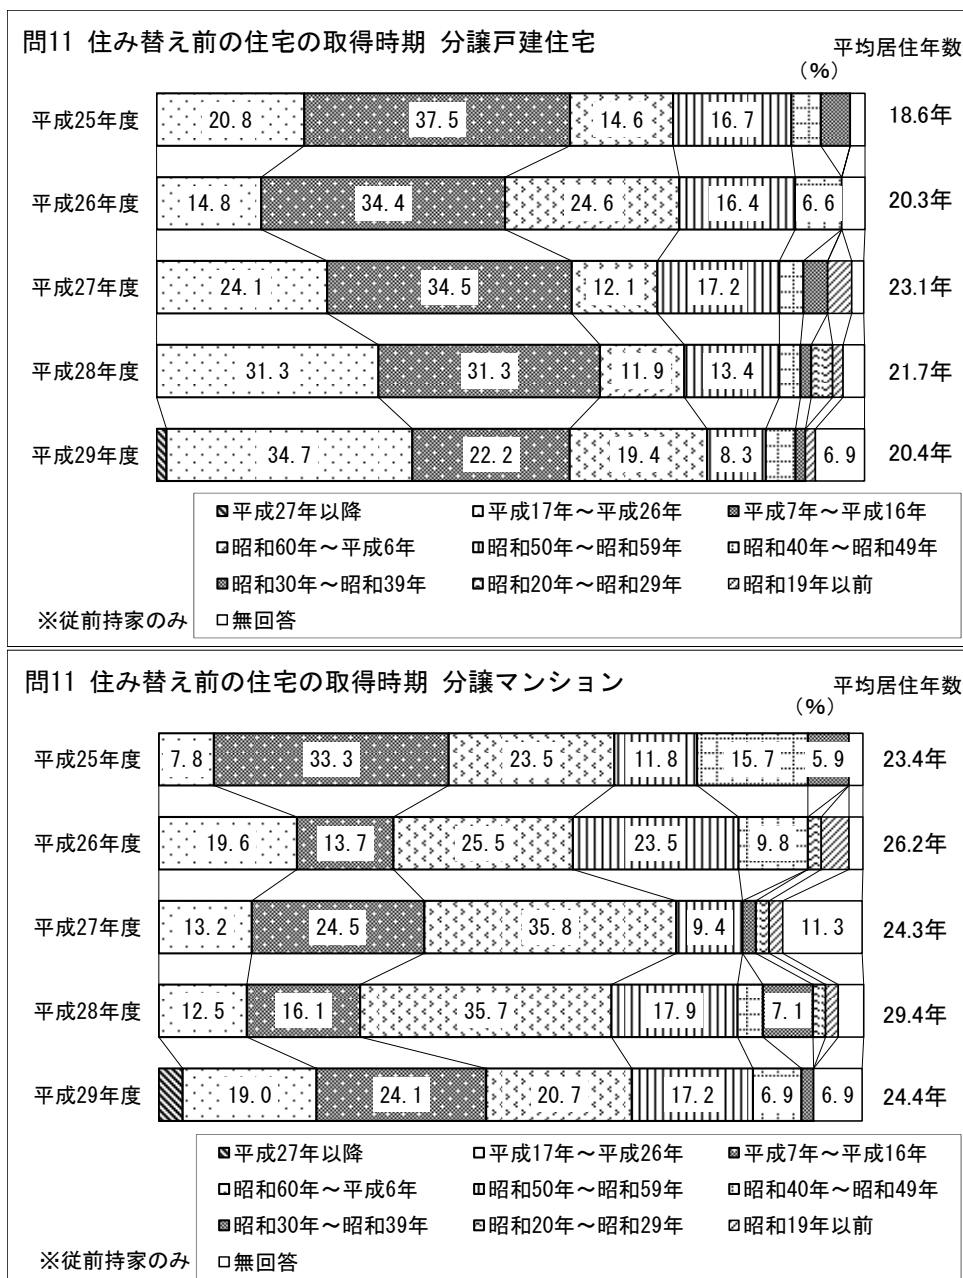 問11 住み替え前の住宅の取得時期 分譲戸建住宅
平均居住年数
(%)
平成25年度 20.8 37.5 14.6 16.7 18.6年
平成26年度 14.8 34.4 24.6 16.4 6.6 20.3年
平成27年度 24.1 34.5 12.1 17.2 23.1年
平成28年度 31.3 31.3 11.9 13.4 21.7年
平成29年度 34.7 22.2 19.4 8.3 6.9 20.4年
平成27年以降 平成17年～平成26年 平成7年～平成16年
昭和60年～平成6年 昭和50年～昭和59年 昭和40年～昭和49年
昭和30年～昭和39年 昭和20年～昭和29年 昭和19年以前
※従前持家のみ 無回答
問11 住み替え前の住宅の取得時期 分譲マンション
平均居住年数
(%)
平成25年度 7.8 33.3 23.5 11.8 15.7 5.9 23.4年
平成26年度 19.6 13.7 25.5 23.5 9.8 26.2年
平成27年度 13.2 24.5 35.8 9.4 11.3 24.3年
平成28年度 12.5 16.1 35.7 17.9 7.1 29.4年
平成29年度 19.0 24.1 20.7 17.2 6.9 6.9 24.4年
平成27年以降 平成17年～平成26年 平成7年～平成16年
昭和60年～平成6年 昭和50年～昭和59年 昭和40年～昭和49年
昭和30年～昭和39年 昭和20年～昭和29年 昭和19年以前
※従前持家のみ 無回答